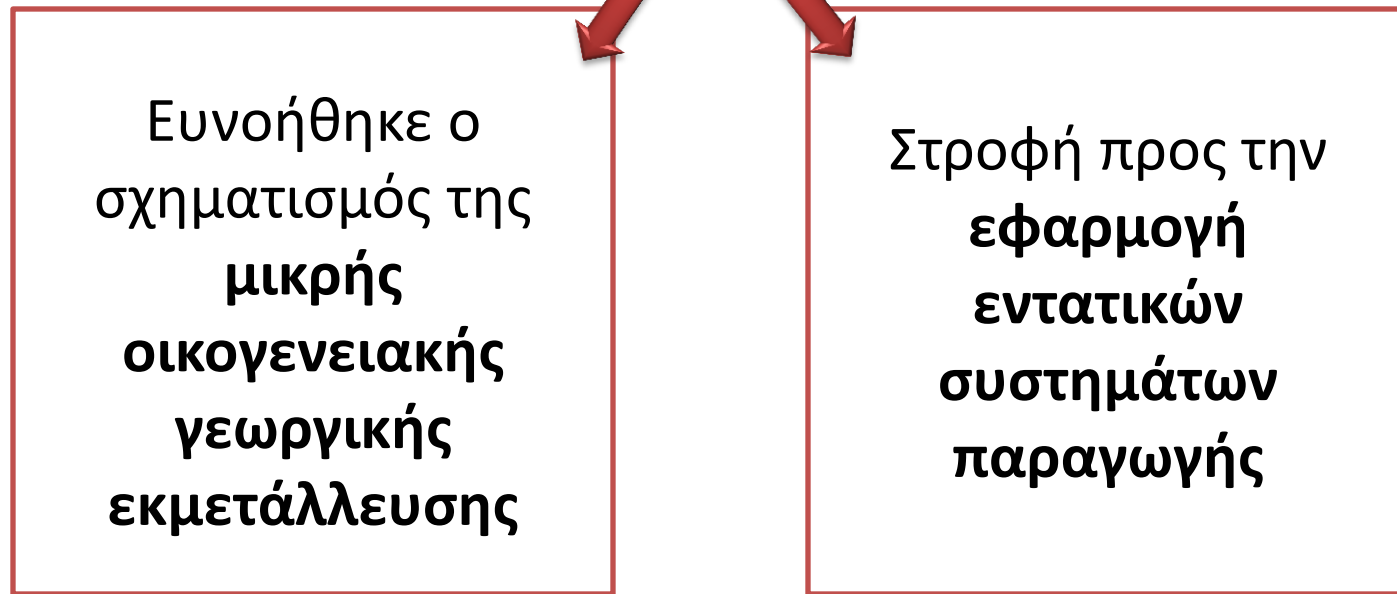 Ευνοήθηκε ο
σχηματισμός της
μικρής
οικογενειακής
γεωργικής
εκμετάλλευσης
Στροφή προς την
εφαρμογή
εντατικών
συστημάτων
παραγωγής